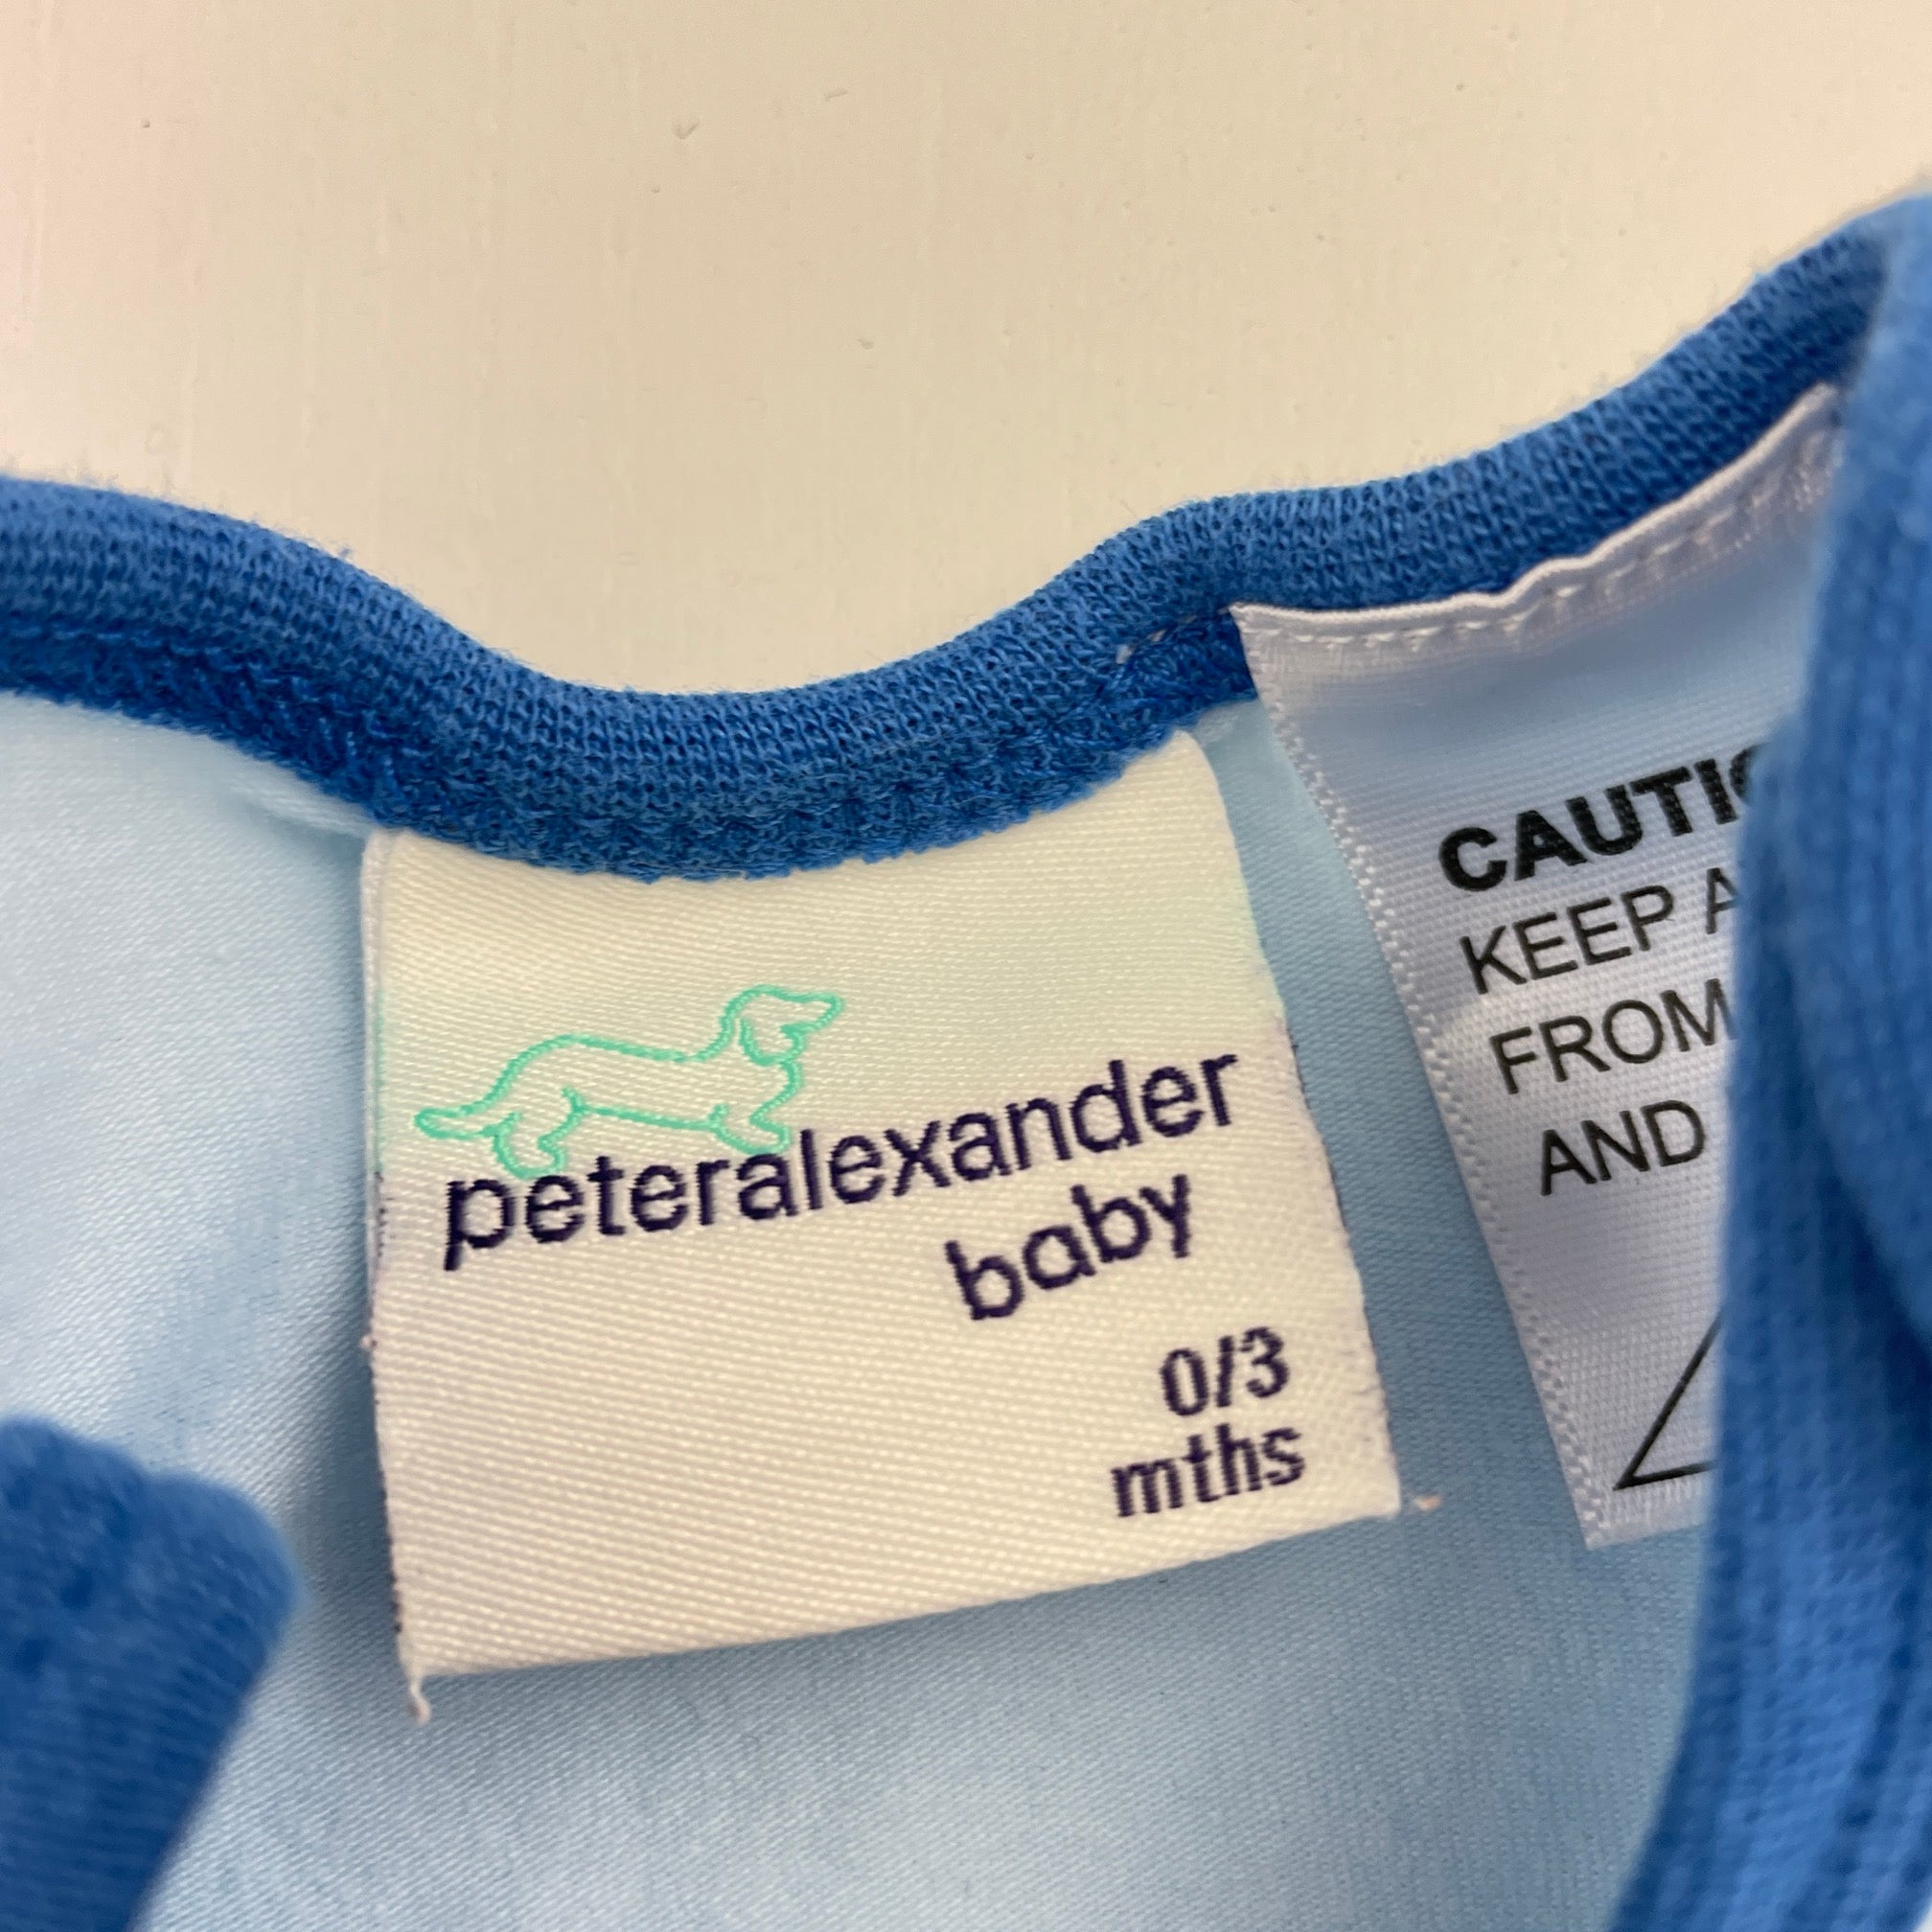 peteralexander
baby
0/3
mths
CAUTI
KEEP
FROM
AND